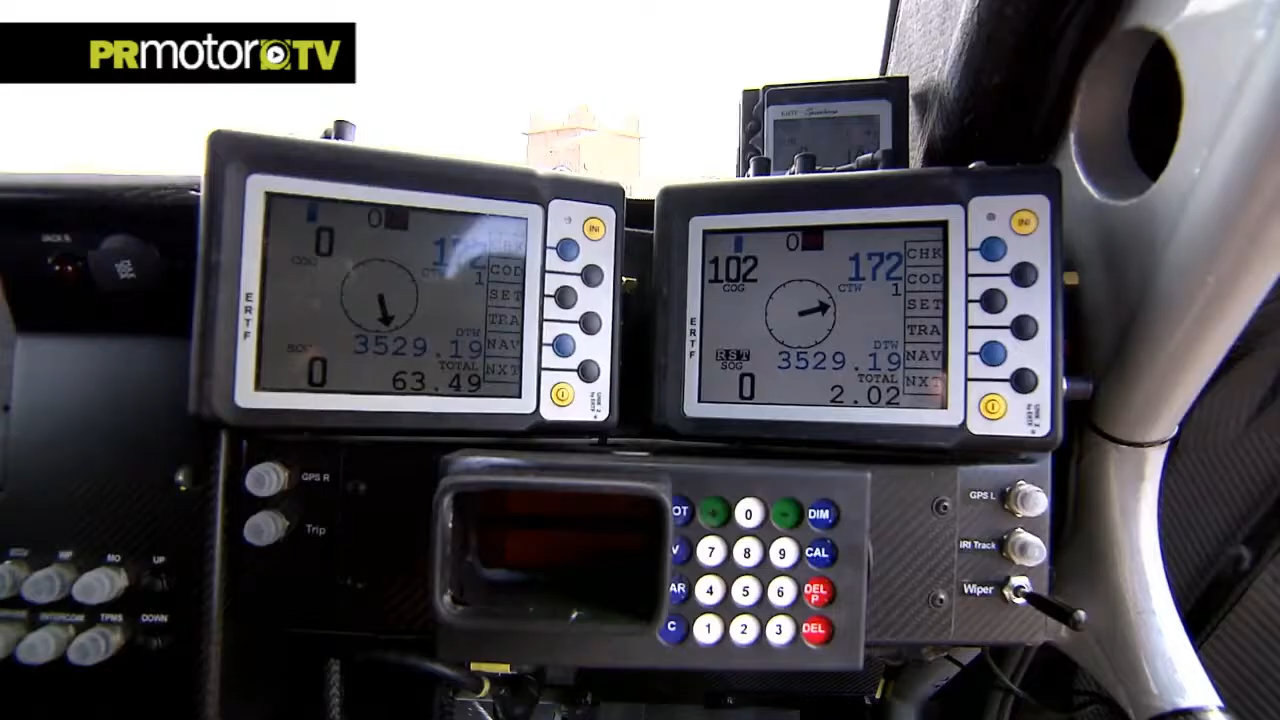 PRmotor TV
JACK R
ERTF
0
0
COG
172
CTW 1
DTW
3529.19
TOTAL
63.49
0
CHK
COD
SET
TRA
NAV
NXT
INI
ERTF
0
102
COG
172
CTW 1
RST
SOG
0
DTW
3529.19
TOTAL
2.02
CHK
COD
SET
TRA
NAV
NXT
INI
GPS R
Trip
+ 0 - DIM
7 8 9 CAL
4 5 6 DEL P
C 1 2 3 DEL
GPS L
IRI Track
Wiper
MO UP
INTERCOM TPMS DOWN